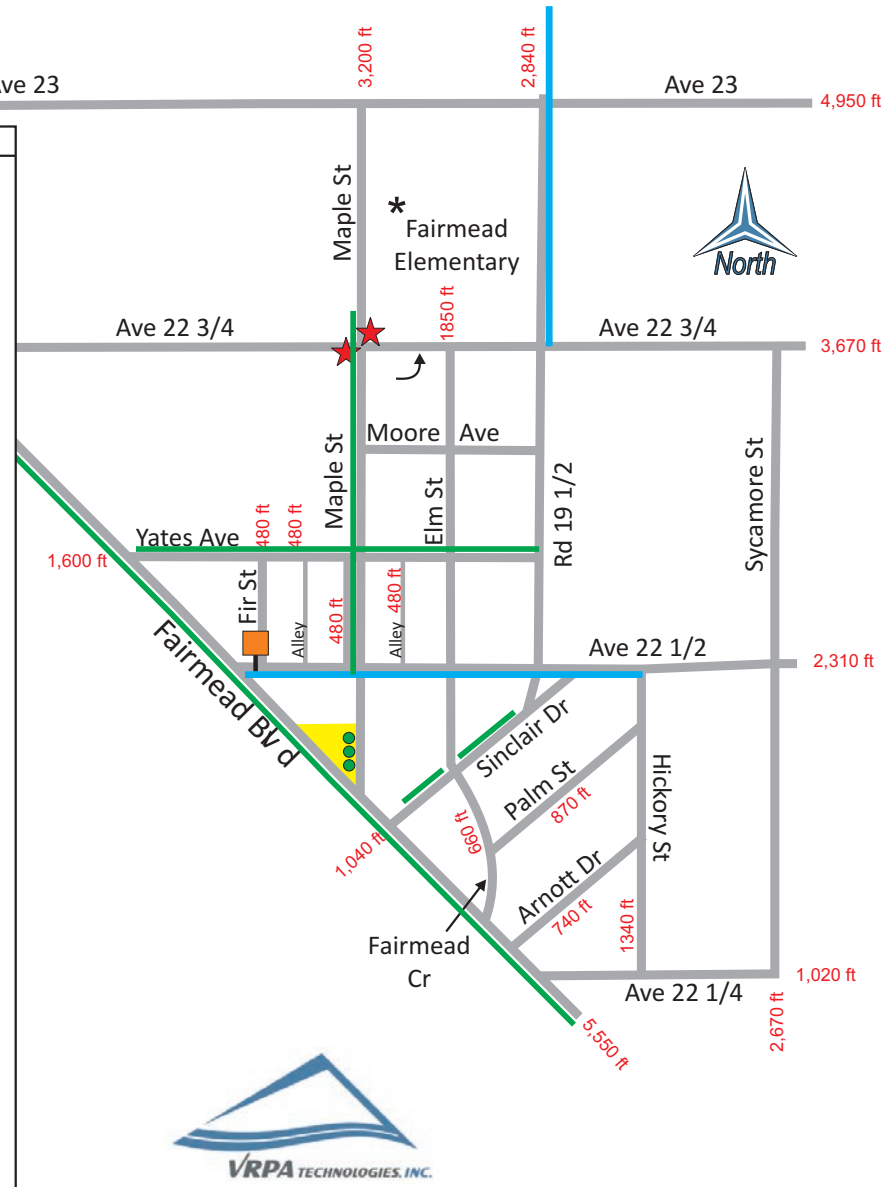 3,200 ft
2,840 ft
Ave 23
4,950 ft
Maple St
*
Fairmead
Elementary
North
1850 ft
Ave 22 3/4
Ave 22 3/4
3,670 ft
Moore Ave
Maple St
Elm St
Rd 19 1/2
Sycamore St
480 ft
480 ft
Yates Ave
1,600 ft
Fir St
Alley
480 ft
480 ft
Alley
Ave 22 1/2
2,310 ft
Fairmead Blvd
Sinclair Dr
Palm St
870 ft
Hickory St
660 ft
1,040 ft
Arnott Dr
740 ft
1340 ft
Fairmead
Cr
1,020 ft
Ave 22 1/4
2,670 ft
5,550 ft
VRPA TECHNOLOGIES, INC.